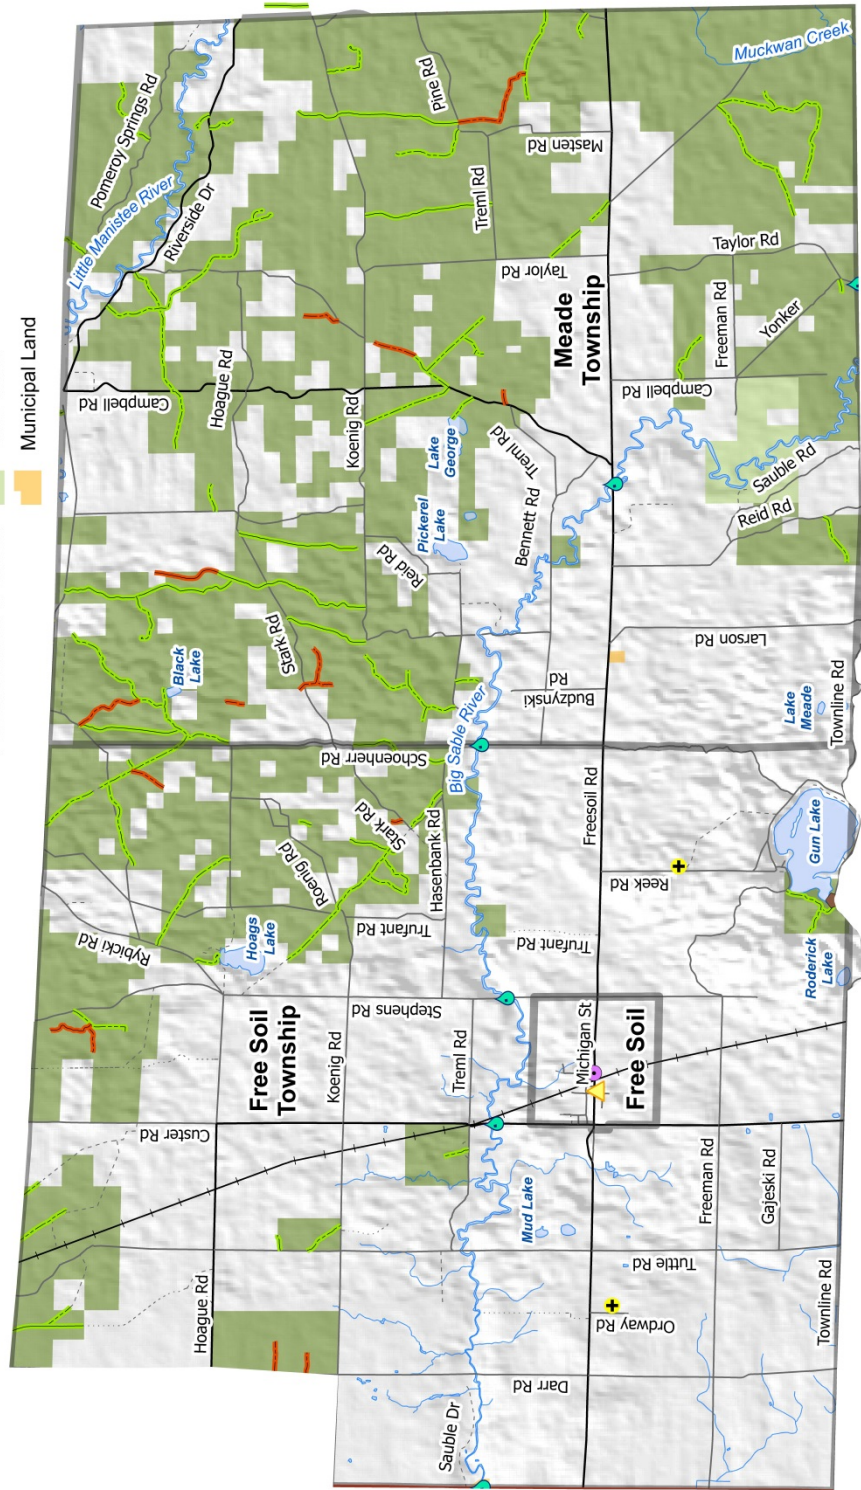 Municipal Land
Muckwan Creek
Pomeroy Springs Rd
Pine Rd
Little Manistee River
Riverside Dr
Masten Rd
Treml Rd
Taylor Rd
Taylor Rd
Meade
Township
Freeman Rd
Yonker
Campbell Rd
Hoague Rd
Koenig Rd
Campbell Rd
Lake
George
Treml Rd
Sauble Rd
Pickerel
Lake
Bennett Rd
Reid Rd
Reid Rd
Stark Rd
Larson Rd
Black
Lake
Budzynski
Rd
Lake
Meade
Townline Rd
Big Sable River
Schoenherr Rd
Freesoil Rd
Stark Rd
Hasenbank Rd
Gun Lake
Roenig Rd
Reek Rd
Trufant Rd
Trufant Rd
Rybicki Rd
Hoags
Lake
Roderick
Lake
Stephens Rd
Free Soil
Township
Koenig Rd
Treml Rd
Michigan St
Free Soil
Custer Rd
Mud Lake
Freeman Rd
Gajeski Rd
Tuttle Rd
Hoague Rd
Ordway Rd
Townline Rd
Darr Rd
Sauble Dr